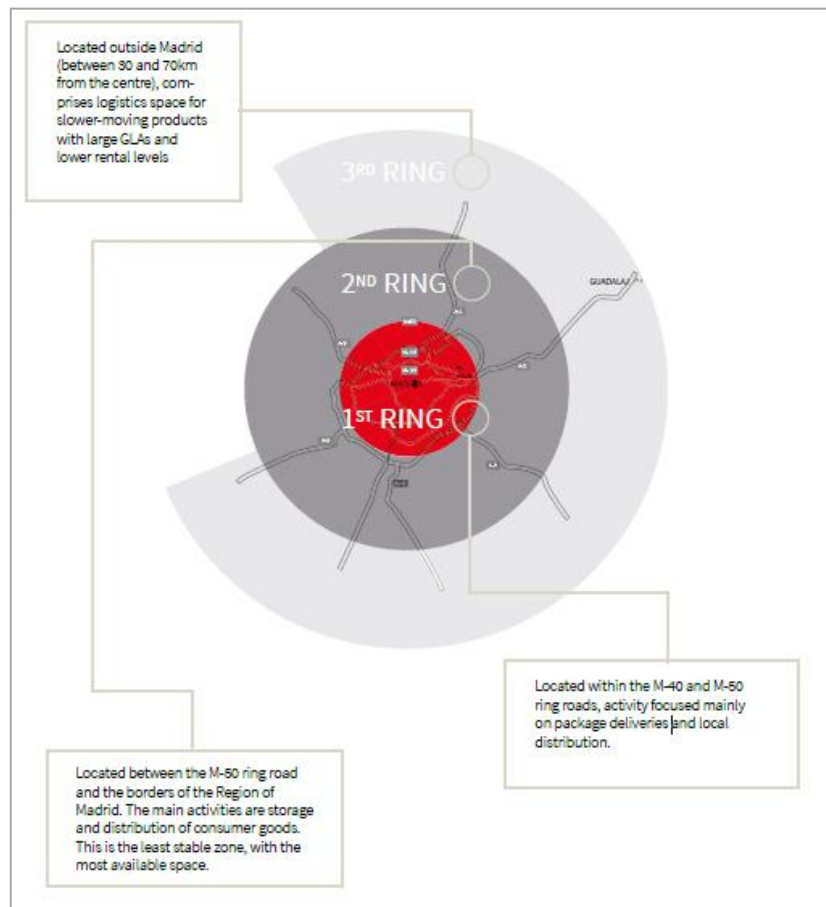 Located outside Madrid
(between 30 and 70km
from the centre), com-
prises logistics space for
slower-moving products
with large GLAs and
lower rental levels
3RD RING
2ND RING
GUADALA
1ST RING
Located within the M-40 and M-50
ring roads, activity focused mainly
on package deliveries and local
distribution.
Located between the M-50 ring road
and the borders of the Region of
Madrid. The main activities are storage
and distribution of consumer goods.
This is the least stable zone, with the
most available space.